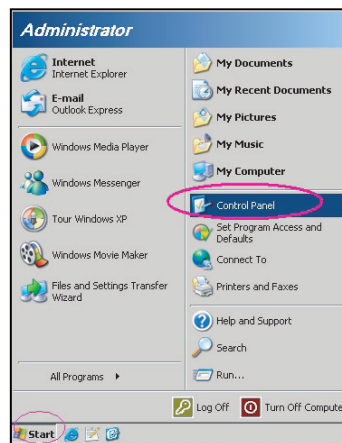 Administrator
Internet
Internet Explorer
E-mail
Outlook Express
Windows Media Player
Windows Messenger
Tour Windows XP
Windows Movie Maker
Files and Settings Transfer
Wizard
All Programs
My Documents
My Recent Documents
My Pictures
My Music
My Computer
Control Panel
Set Program Access and
Defaults
Connect To
Printers and Faxes
Help and Support
Search
Run...
Log Off
Turn Off Compute
Start